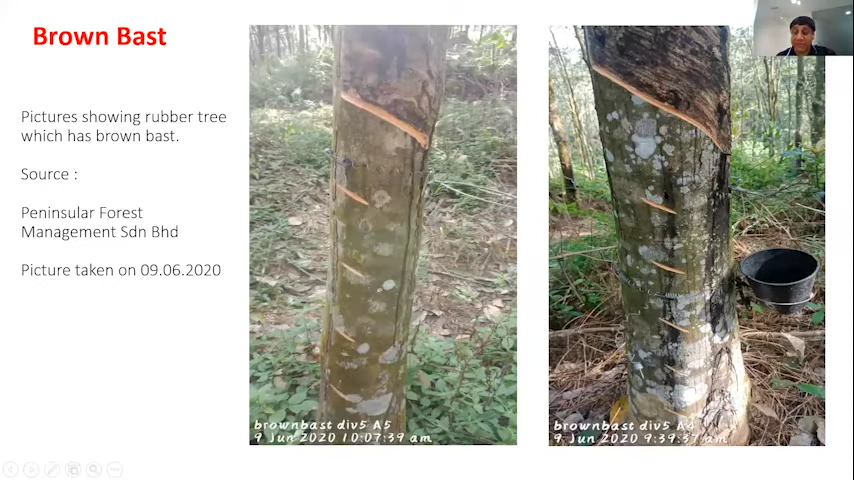 Brown Bast
Pictures showing rubber tree
which has brown bast.
Source :
Peninsular Forest
Management Sdn Bhd
Picture taken on 09.06.2020
brownbast div5 A5
9 Jun 2020 10:07:39 am
brownbast div5
9 Jun 2020 9:39:37 am